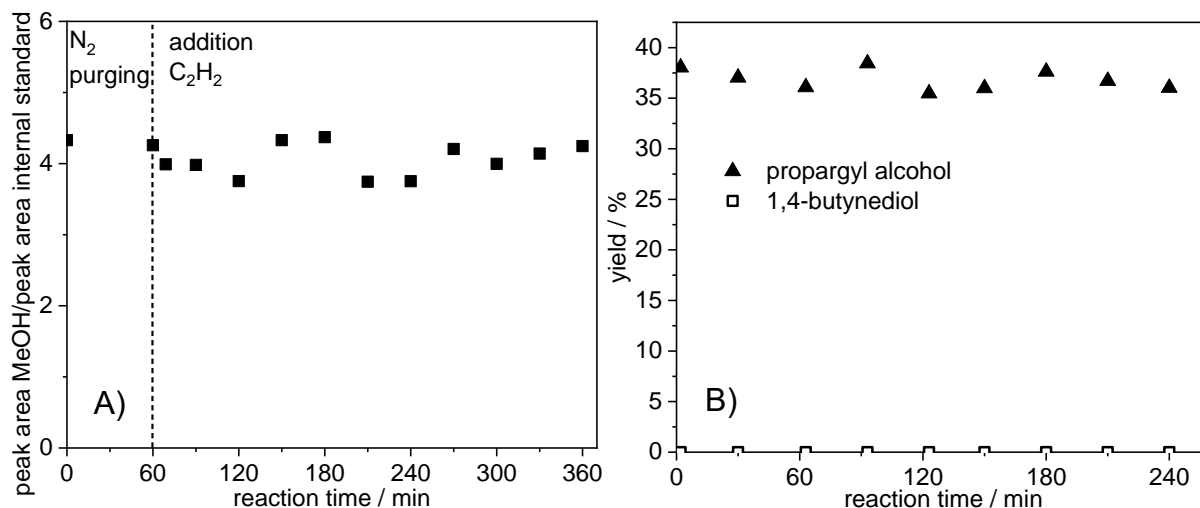 peak area MeOH/peak area internal standard
6
4
2
0
N₂
purging
addition
C₂H₂
A)
0 60 120 180 240 300 360
reaction time / min
yield / %
40
35
30
25
20
15
10
5
0
propargyl alcohol
1,4-butynediol
B)
0 60 120 180 240
reaction time / min